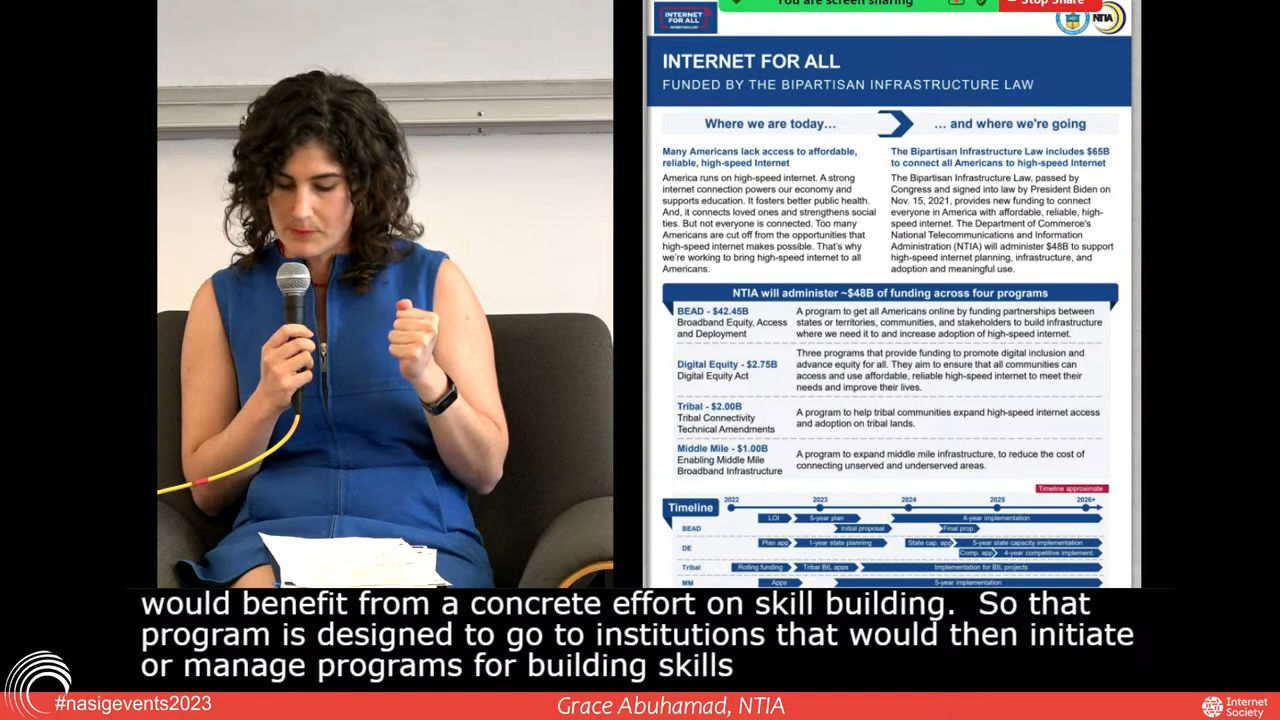 You are screen sharing
Stop Share
INTERNET
FOR ALL
NTIA
INTERNET FOR ALL
FUNDED BY THE BIPARTISAN INFRASTRUCTURE LAW
Where we are today…
… and where we're going
Many Americans lack access to affordable,
reliable, high-speed Internet
America runs on high-speed internet. A strong
internet connection powers our economy and
supports education. It fosters better public health.
And, it connects loved ones and strengthens social
ties. But not everyone is connected. Too many
Americans are cut off from the opportunities that
high-speed internet makes possible. That's why
we're working to bring high-speed internet to all
Americans.
The Bipartisan Infrastructure Law includes $65B
to connect all Americans to high-speed Internet
The Bipartisan Infrastructure Law, passed by
Congress and signed into law by President Biden on
Nov. 15, 2021, provides new funding to connect
everyone in America with affordable, reliable, high-
speed internet. The Department of Commerce's
National Telecommunications and Information
Administration (NTIA) will administer $48B to support
high-speed internet planning, infrastructure, and
adoption and meaningful use.
NTIA will administer ~$48B of funding across four programs
BEAD - $42.45B
Broadband Equity, Access
and Deployment
A program to get all Americans online by funding partnerships between
states or territories, communities, and stakeholders to build infrastructure
where we need it to and increase adoption of high-speed internet.
Digital Equity - $2.75B
Digital Equity Act
Three programs that provide funding to promote digital inclusion and
advance equity for all. They aim to ensure that all communities can
access and use affordable, reliable high-speed internet to meet their
needs and improve their lives.
Tribal - $2.00B
Tribal Connectivity
Technical Amendments
A program to help tribal communities expand high-speed internet access
and adoption on tribal lands.
Middle Mile - $1.00B
Enabling Middle Mile
Broadband Infrastructure
A program to expand middle mile infrastructure, to reduce the cost of
connecting unserved and underserved areas.
Timeline approximate
Timeline
2022 2023 2024 2025 2026+
LOI 5-year plan 4-year implementation
BEAD Initial proposal Final prop.
Plan app 1-year state planning State cap. app 5-year state capacity implementation
DE
Comp. app 4-year competitive implement.
Tribal Rolling funding Tribal BIL apps Implementation for BIL projects
MM Apps 5-year implementation
would benefit from a concrete effort on skill building.  So that
program is designed to go to institutions that would then initiate
or manage programs for building skills
#nasigevents2023
Grace Abuhamad, NTIA
Internet
Society